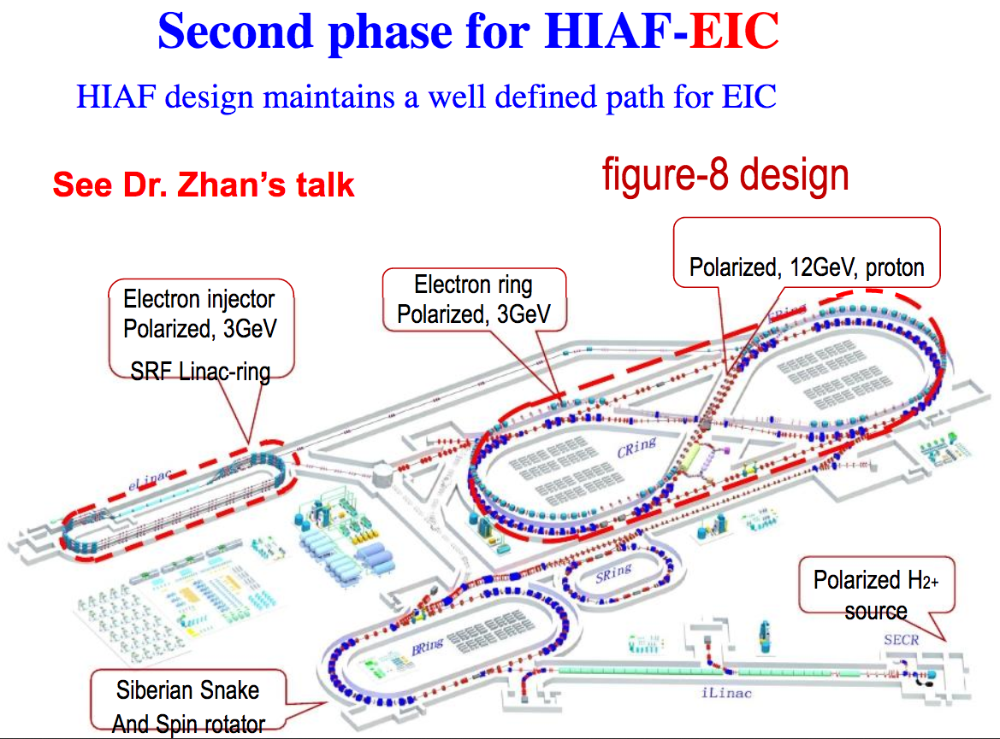 Second phase for HIAF-EIC
HIAF design maintains a well defined path for EIC
See Dr. Zhan’s talk
figure-8 design
Polarized, 12GeV, proton
Electron ring
Polarized, 3GeV
Electron injector
Polarized, 3GeV
SRF Linac-ring
ERing
CRing
eLinac
SRing
Polarized H2+
source
SECR
BRing
iLinac
Siberian Snake
And Spin rotator